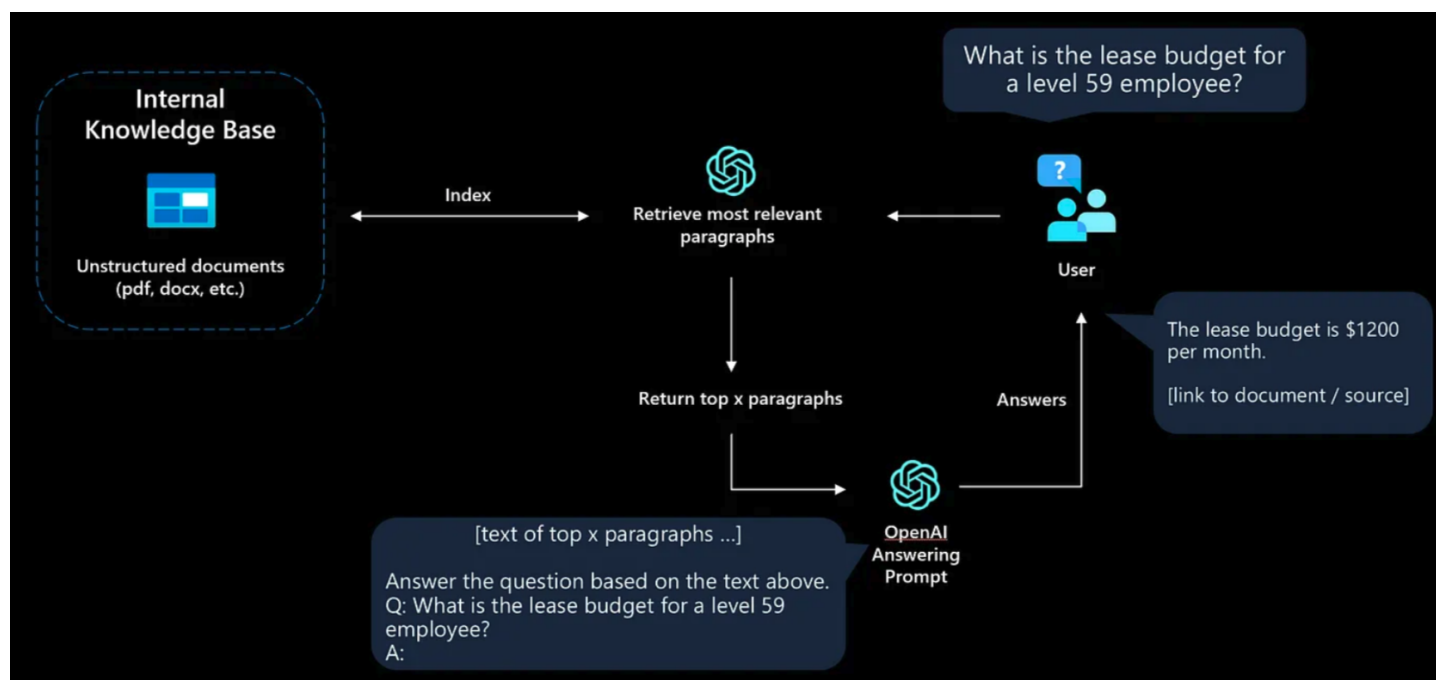 What is the lease budget for
a level 59 employee?
Internal
Knowledge Base
Unstructured documents
(pdf, docx, etc.)
Index
Retrieve most relevant
paragraphs
?
User
The lease budget is $1200
per month.
[link to document / source]
Return top x paragraphs
Answers
OpenAI
Answering
Prompt
[text of top x paragraphs ...]
Answer the question based on the text above.
Q: What is the lease budget for a level 59
employee?
A: